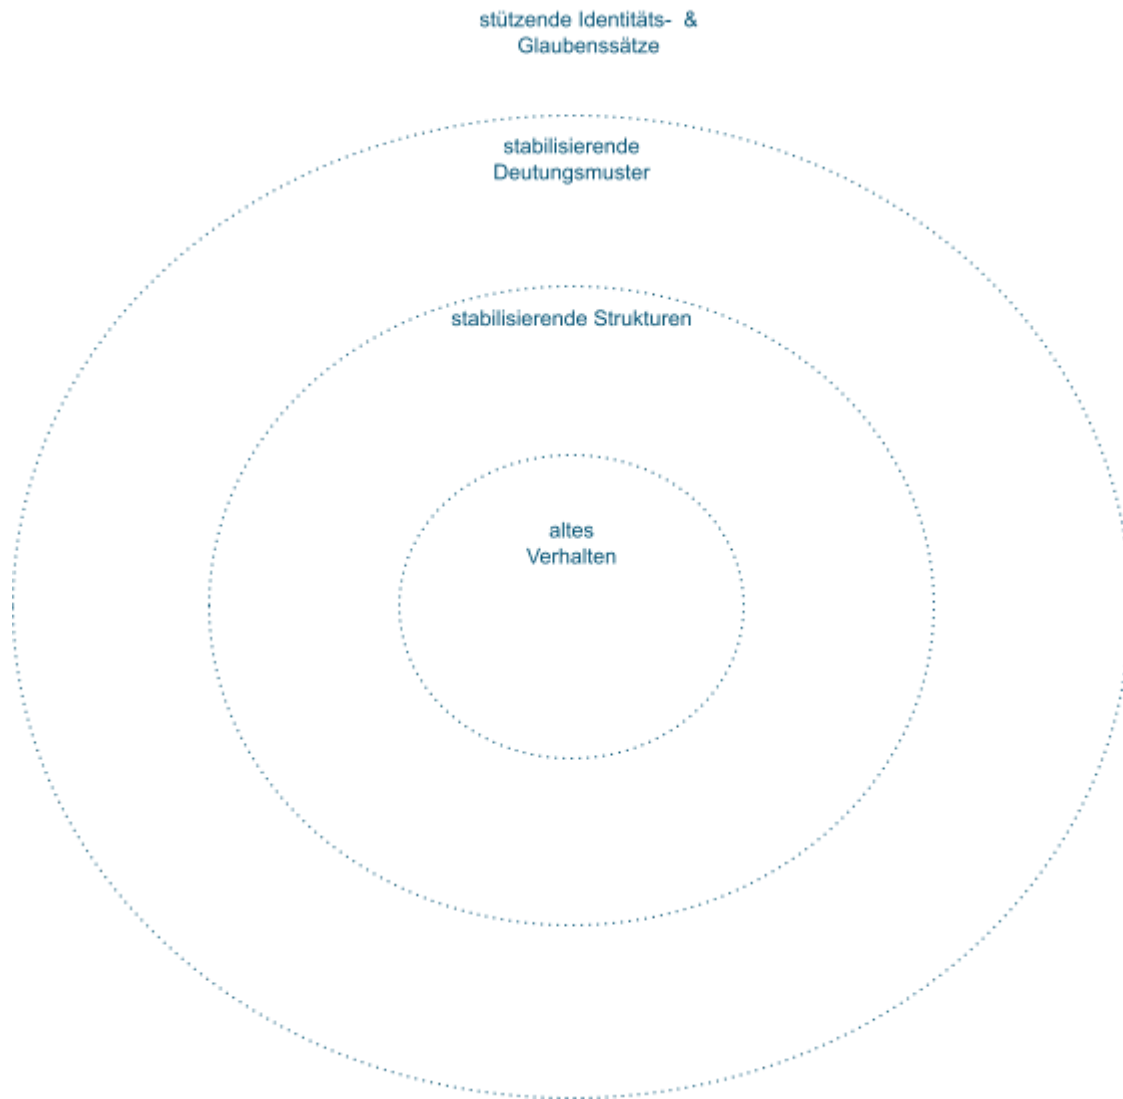 stützende Identitäts- &
Glaubenssätze
stabilisierende
Deutungsmuster
stabilisierende Strukturen
altes
Verhalten